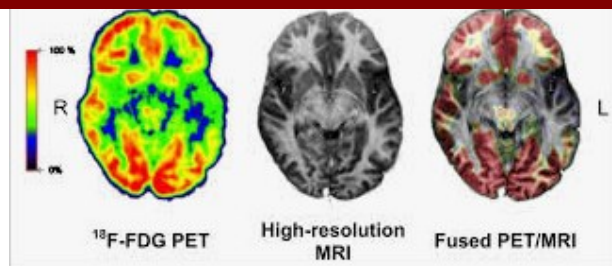 100 %
R
L
0%
¹⁸F-FDG PET
High-resolution
MRI
Fused PET/MRI